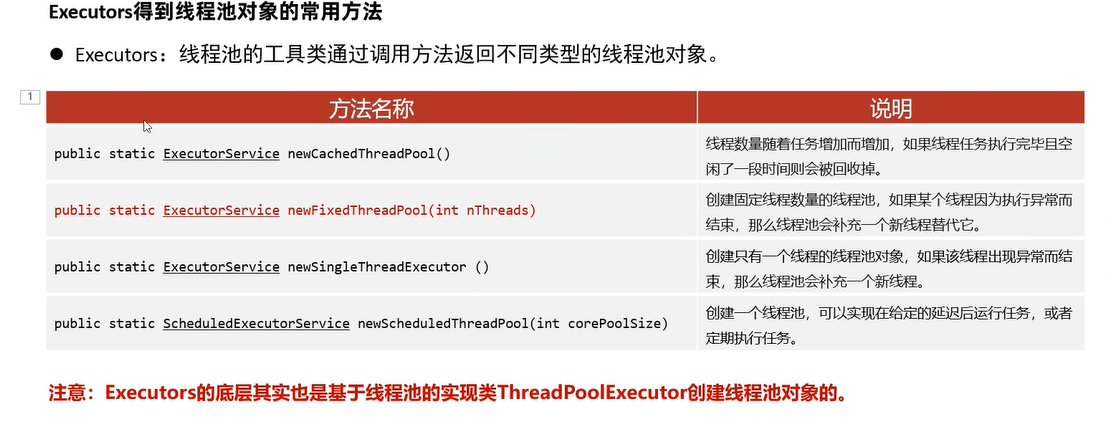 Executors得到线程池对象的常用方法
● Executors：线程池的工具类通过调用方法返回不同类型的线程池对象。
1
方法名称 说明
public static ExecutorService newCachedThreadPool() 线程数量随着任务增加而增加，如果线程任务执行完毕且空
闲了一段时间则会被回收掉。
public static ExecutorService newFixedThreadPool(int nThreads) 创建固定线程数量的线程池，如果某个线程因为执行异常而
结束，那么线程池会补充一个新线程替代它。
public static ExecutorService newSingleThreadExecutor () 创建只有一个线程的线程池对象，如果该线程出现异常而结
束，那么线程池会补充一个新线程。
public static ScheduledExecutorService newScheduledThreadPool(int corePoolSize) 创建一个线程池，可以实现在给定的延迟后运行任务，或者
定期执行任务。
注意：Executors的底层其实也是基于线程池的实现类ThreadPoolExecutor创建线程池对象的。